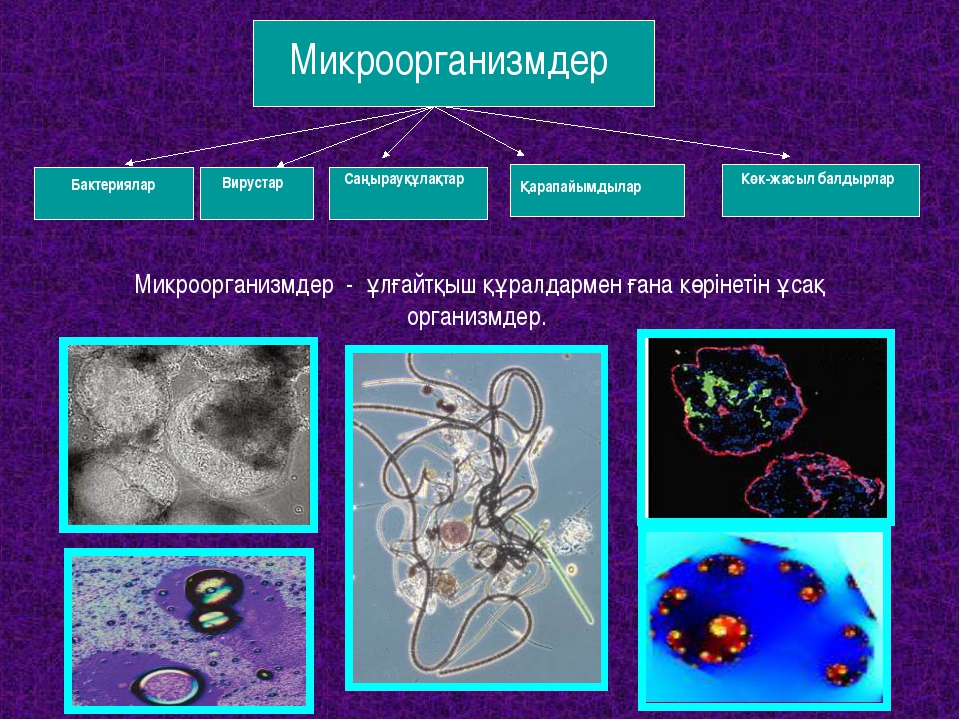 Микроорганизмдер
Бактериялар
Вирустар
Саңырауқұлақтар
Қарапайымдылар
Көк-жасыл балдырлар
Микроорганизмдер - ұлғайтқыш құралдармен ғана көрінетін ұсақ
организмдер.